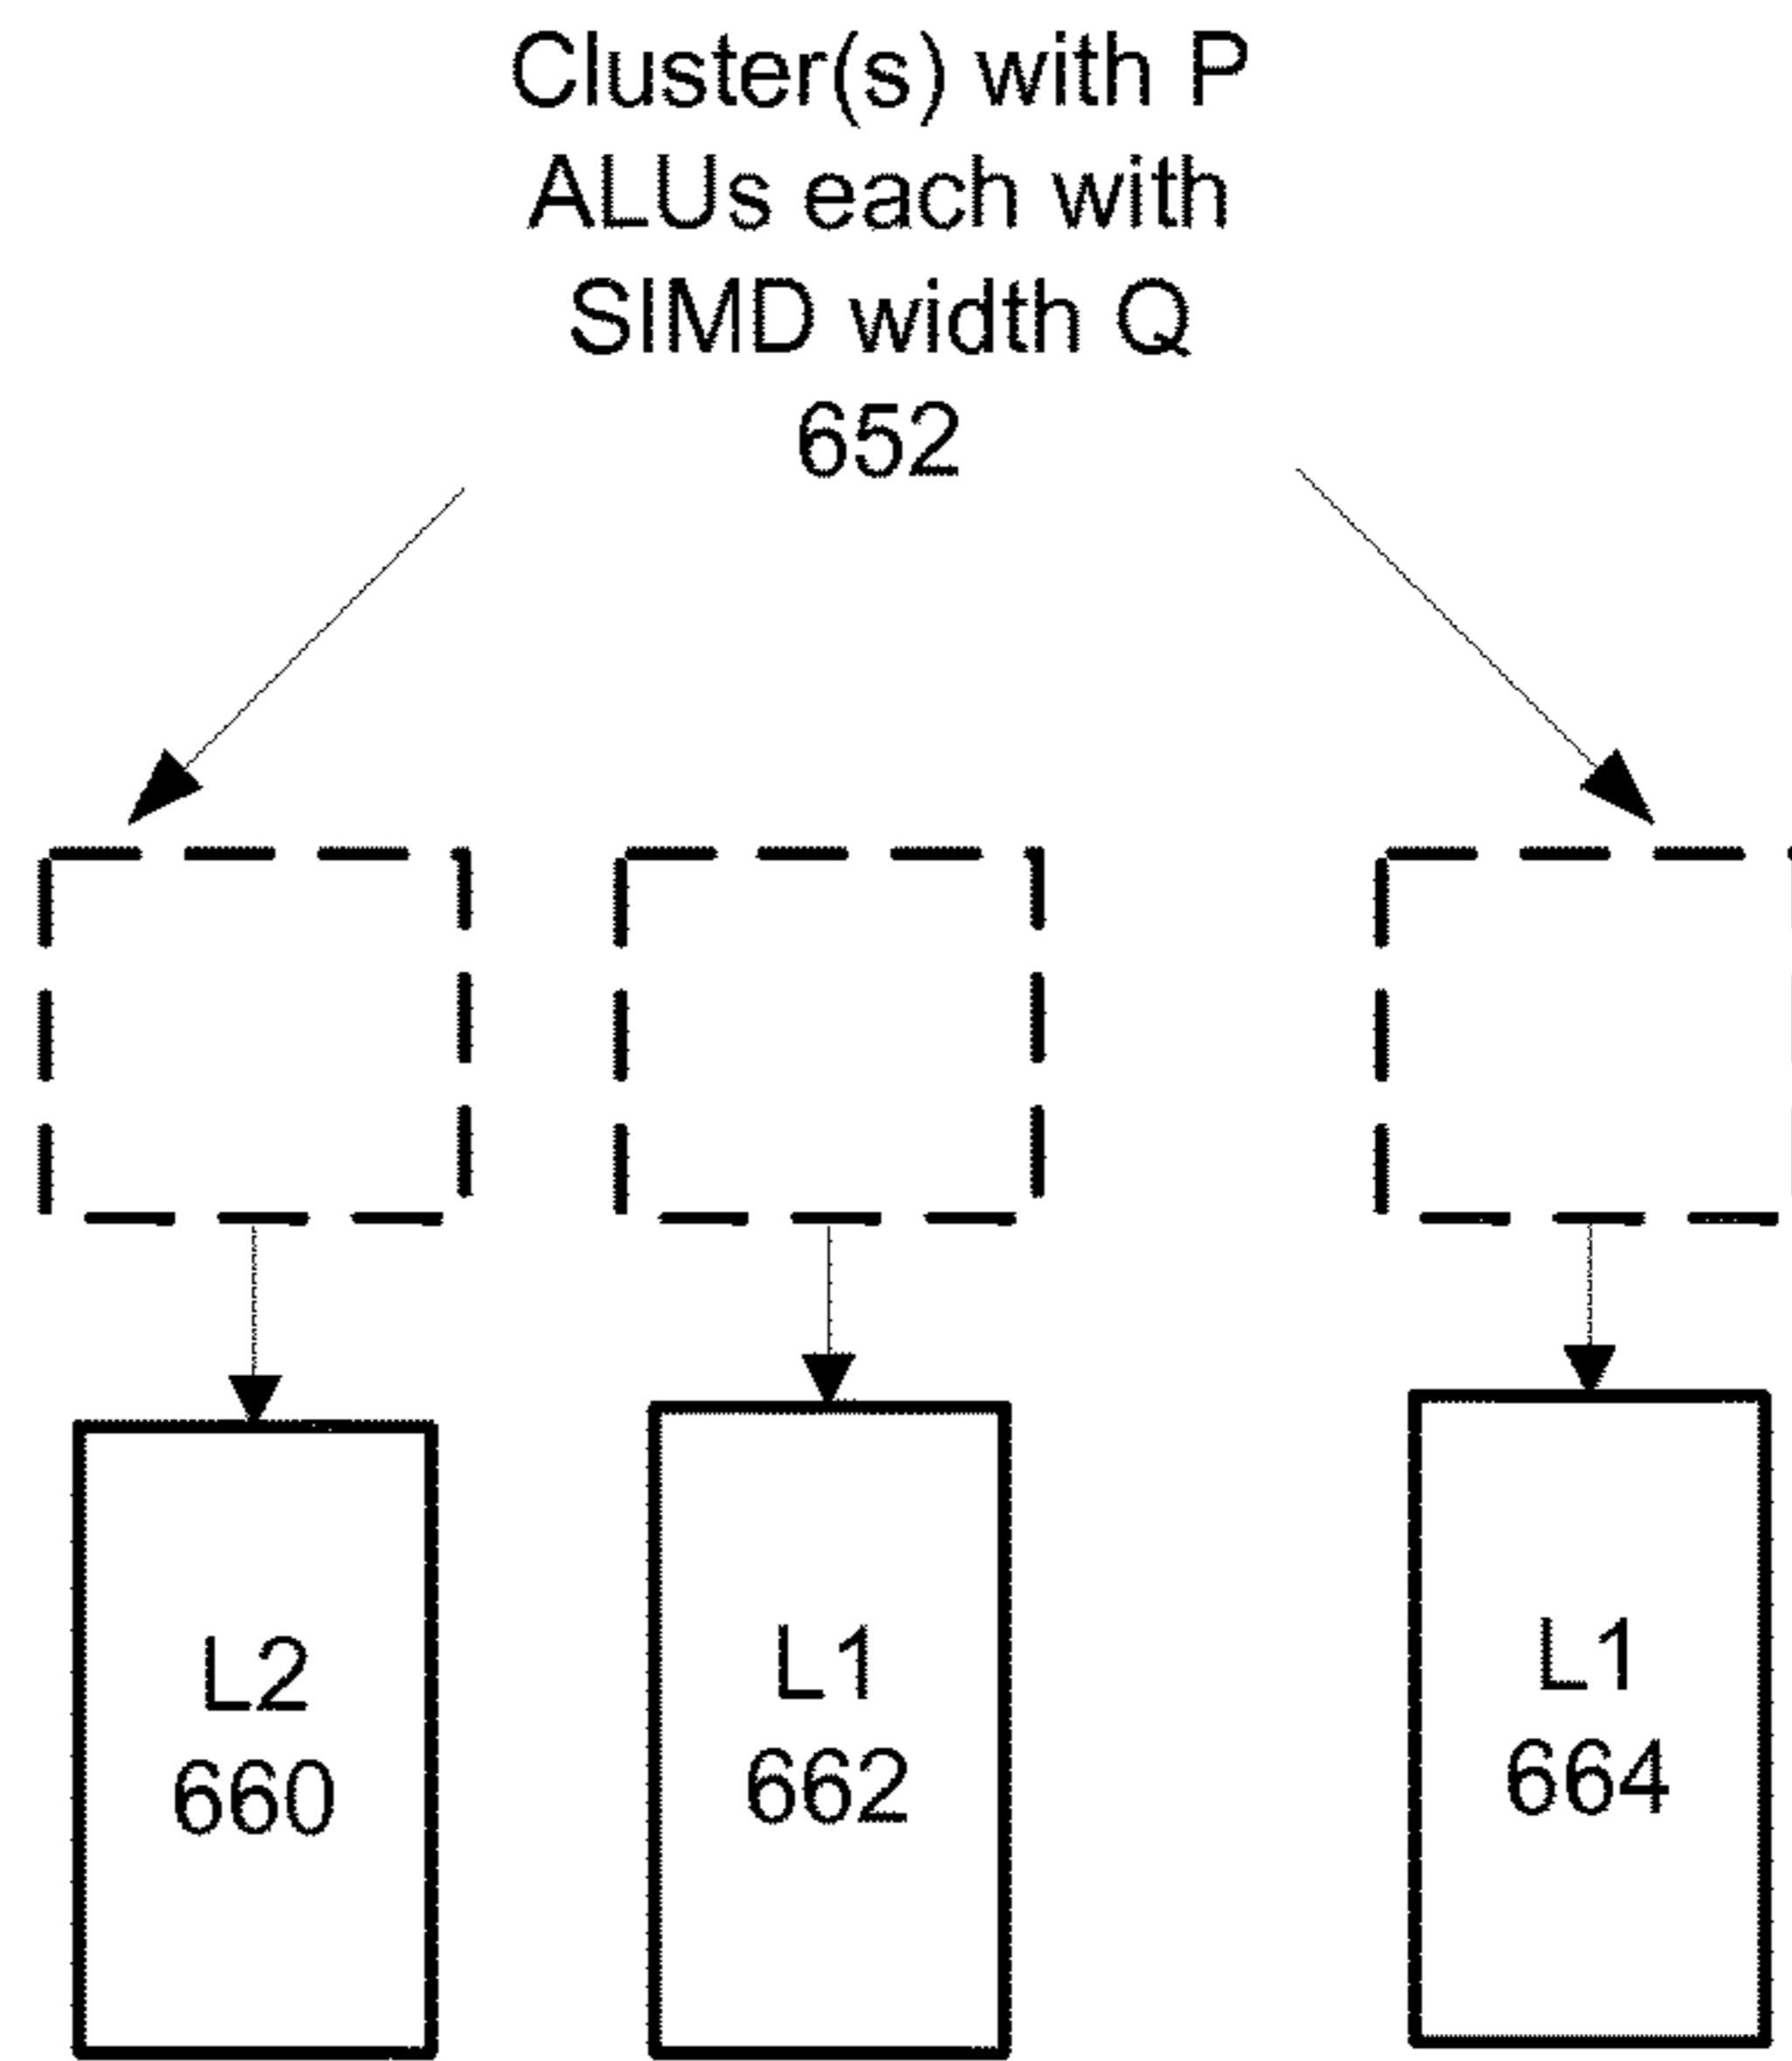 Cluster(s) with P
ALUs each with
SIMD width Q
652
L2
660
L1
662
L1
664